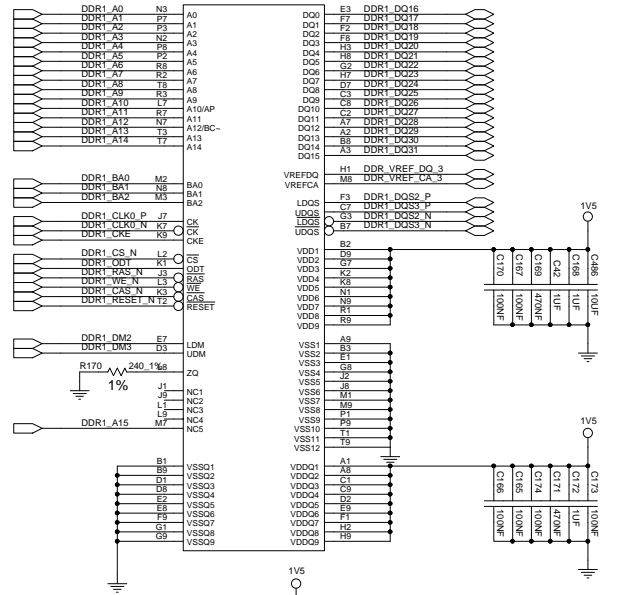 DDR1_A0 N3 A0
DDR1_A1 P7 A1
DDR1_A2 P3 A2
DDR1_A3 N2 A3
DDR1_A4 P8 A4
DDR1_A5 P2 A5
DDR1_A6 R8 A6
DDR1_A7 R2 A7
DDR1_A8 T8 A8
DDR1_A9 R3 A9
DDR1_A10 L7 A10/AP
DDR1_A11 R7 A11
DDR1_A12 N7 A12/BC~
DDR1_A13 T3 A13
DDR1_A14 T7 A14
DDR1_BA0 M2 BA0
DDR1_BA1 N8 BA1
DDR1_BA2 M3 BA2
DDR1_CLK0_P J7 CK
DDR1_CLK0_N K7 CK
DDR1_CKE K9 CKE
DDR1_CS_N L2 CS
DDR1_ODT K1 ODT
DDR1_RAS_N J3 RAS
DDR1_WE_N L3 WE
DDR1_CAS_N K3 CAS
DDR1_RESET_N T2 RESET
DDR1_DM2 E7 LDM
DDR1_DM3 D3 UDM
R170 240_1% L8 ZQ
1%
J1 NC1
J9 NC2
L1 NC3
L9 NC4
DDR1_A15 M7 NC5
B1 VSSQ1
B9 VSSQ2
D1 VSSQ3
D8 VSSQ4
E2 VSSQ5
E8 VSSQ6
F9 VSSQ7
G1 VSSQ8
G9 VSSQ9
DQ0 E3 DDR1_DQ16
DQ1 F7 DDR1_DQ17
DQ2 F2 DDR1_DQ18
DQ3 F8 DDR1_DQ19
DQ4 H3 DDR1_DQ20
DQ5 H8 DDR1_DQ21
DQ6 G2 DDR1_DQ22
DQ7 H7 DDR1_DQ23
DQ8 D7 DDR1_DQ24
DQ9 C3 DDR1_DQ25
DQ10 C8 DDR1_DQ26
DQ11 C2 DDR1_DQ27
DQ12 A7 DDR1_DQ28
DQ13 A2 DDR1_DQ29
DQ14 B8 DDR1_DQ30
DQ15 A3 DDR1_DQ31
VREFDQ H1 DDR_VREF_DQ_3
VREFCA M8 DDR_VREF_CA_3
LDQS F3 DDR1_DQS2_P
UDQS C7 DDR1_DQS3_P
LDQS G3 DDR1_DQS2_N
UDQS B7 DDR1_DQS3_N
VDD1 B2
VDD2 D9
VDD3 G7
VDD4 K2
VDD5 K8
VDD6 N1
VDD7 N9
VDD8 R1
VDD9 R9
VSS1 A9
VSS2 B3
VSS3 E1
VSS4 G8
VSS5 J2
VSS6 J8
VSS7 M1
VSS8 M9
VSS9 P1
VSS10 P9
VSS11 T1
VSS12 T9
VDDQ1 A1
VDDQ2 A8
VDDQ3 C1
VDDQ4 C9
VDDQ5 D2
VDDQ6 E9
VDDQ7 F1
VDDQ8 H2
VDDQ9 H9
1V5
C170 100NF
C167 100NF
C169 470NF
C42 1UF
C168 1UF
C486 10UF
1V5
C166 100NF
C165 100NF
C174 100NF
C171 470NF
C172 1UF
C173 100NF
1V5